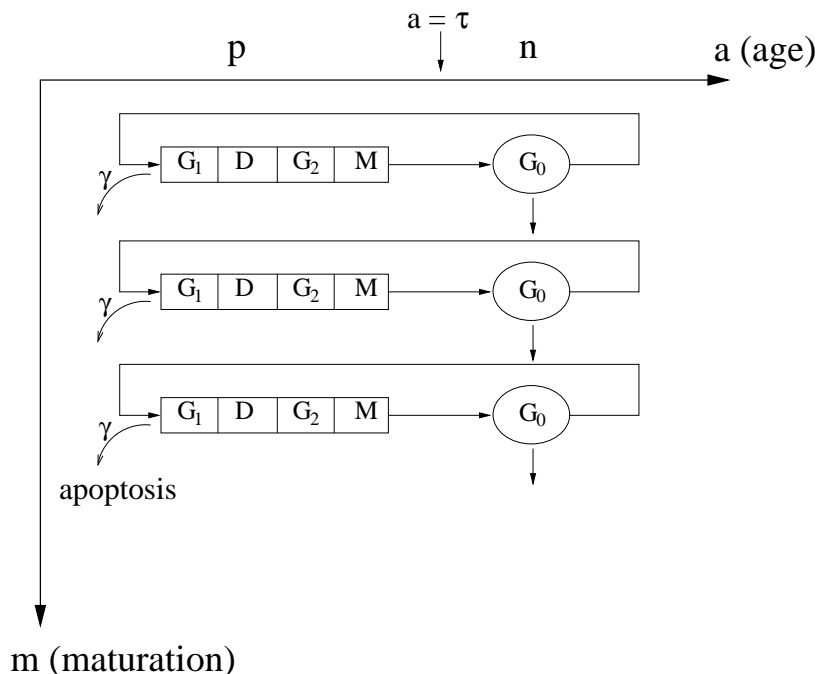 a = τ
p n a (age)
G₁ D G₂ M G₀
γ
G₁ D G₂ M G₀
γ
G₁ D G₂ M G₀
γ
apoptosis
m (maturation)